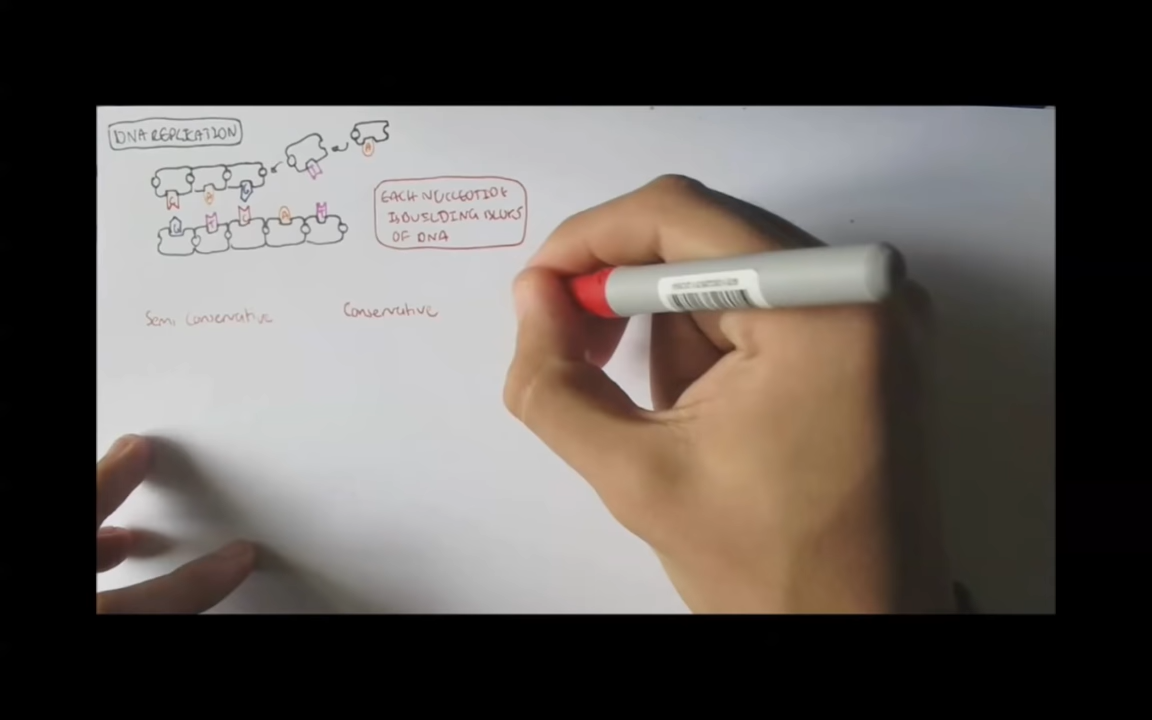 DNA REPLICATION
EACH NUCLEOTIDE
IS BUILDING BLOCKS
OF DNA
Semi conservative
Conservative
A
T
A
G
G
T
C
A
T